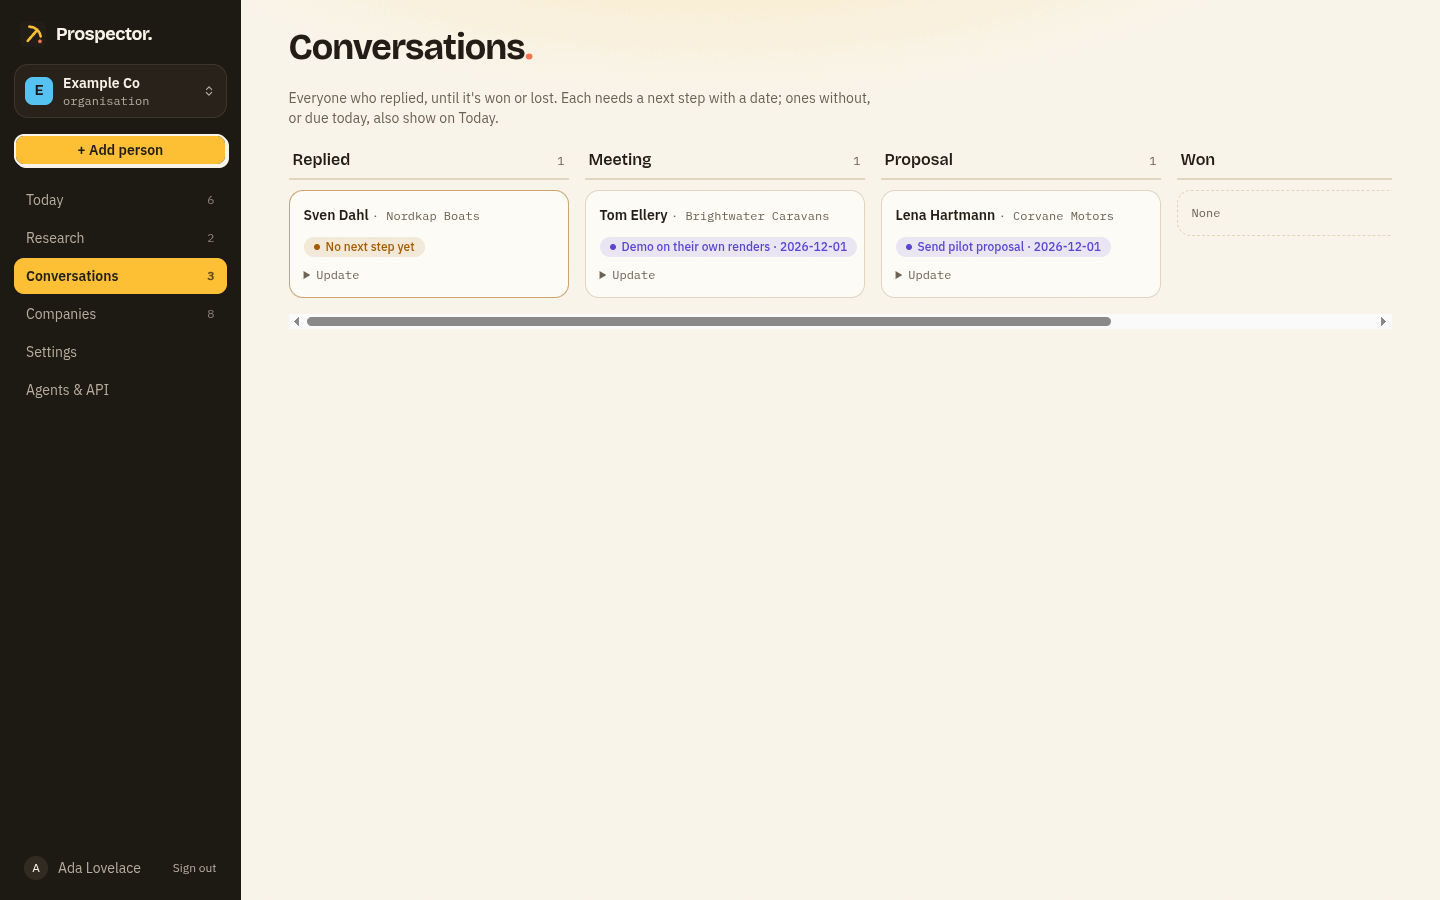 Prospector.
E
Example Co
organisation
+ Add person
Today 6
Research 2
Conversations 3
Companies 8
Settings
Agents & API
A Ada Lovelace Sign out
Conversations.
Everyone who replied, until it's won or lost. Each needs a next step with a date; ones without,
or due today, also show on Today.
Replied 1
Sven Dahl · Nordkap Boats
No next step yet
Update
Meeting 1
Tom Ellery · Brightwater Caravans
Demo on their own renders · 2026-12-01
Update
Proposal 1
Lena Hartmann · Corvane Motors
Send pilot proposal · 2026-12-01
Update
Won
None